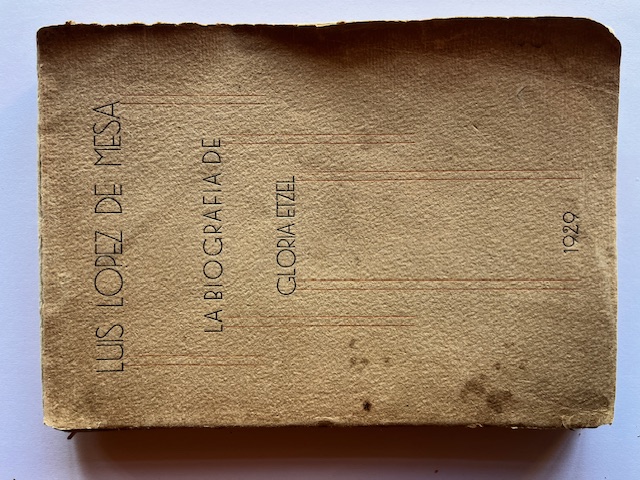 LUIS LOPEZ DE MESA
LA BIOGRAFIA DE
GLORIA ETZEL
1929